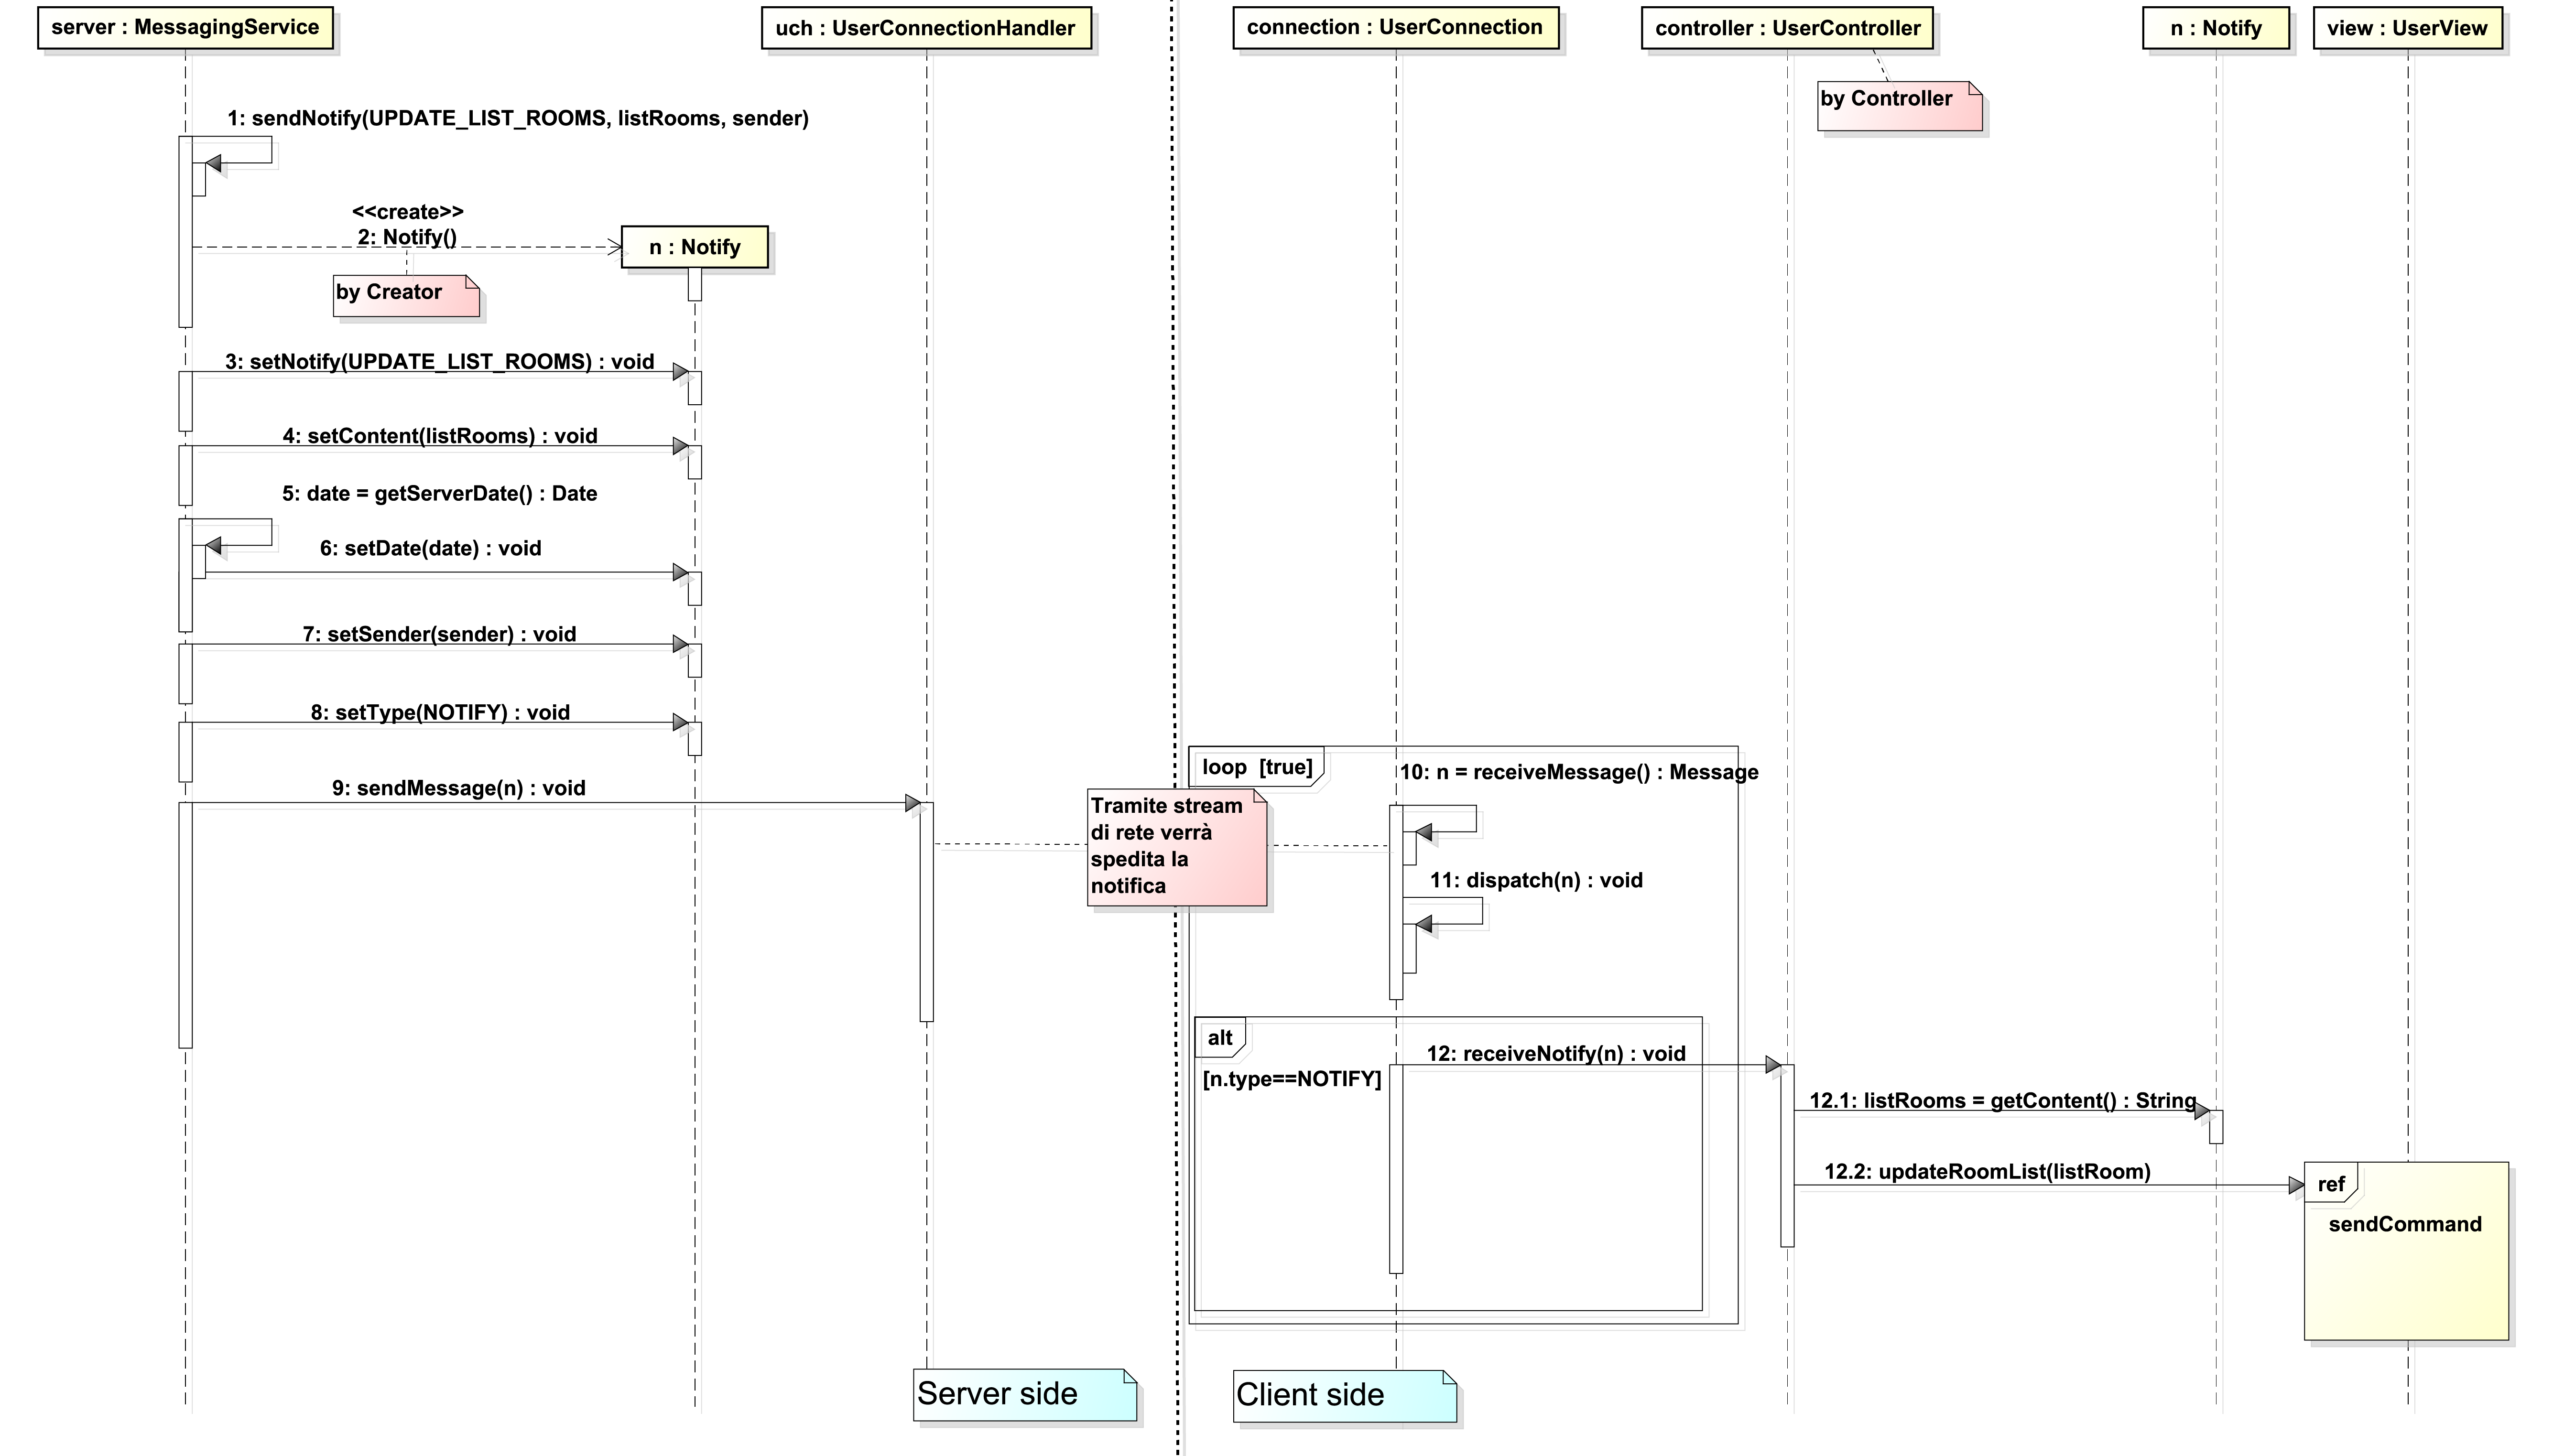 server : MessagingService
uch : UserConnectionHandler
connection : UserConnection
controller : UserController
n : Notify
view : UserView
by Controller
1: sendNotify(UPDATE_LIST_ROOMS, listRooms, sender)
<<create>>
2: Notify()
n : Notify
by Creator
3: setNotify(UPDATE_LIST_ROOMS) : void
4: setContent(listRooms) : void
5: date = getServerDate() : Date
6: setDate(date) : void
7: setSender(sender) : void
8: setType(NOTIFY) : void
9: sendMessage(n) : void
loop [true]
10: n = receiveMessage() : Message
Tramite stream
di rete verrà
spedita la
notifica
11: dispatch(n) : void
alt
[n.type==NOTIFY]
12: receiveNotify(n) : void
12.1: listRooms = getContent() : String
12.2: updateRoomList(listRoom)
ref
sendCommand
Server side
Client side